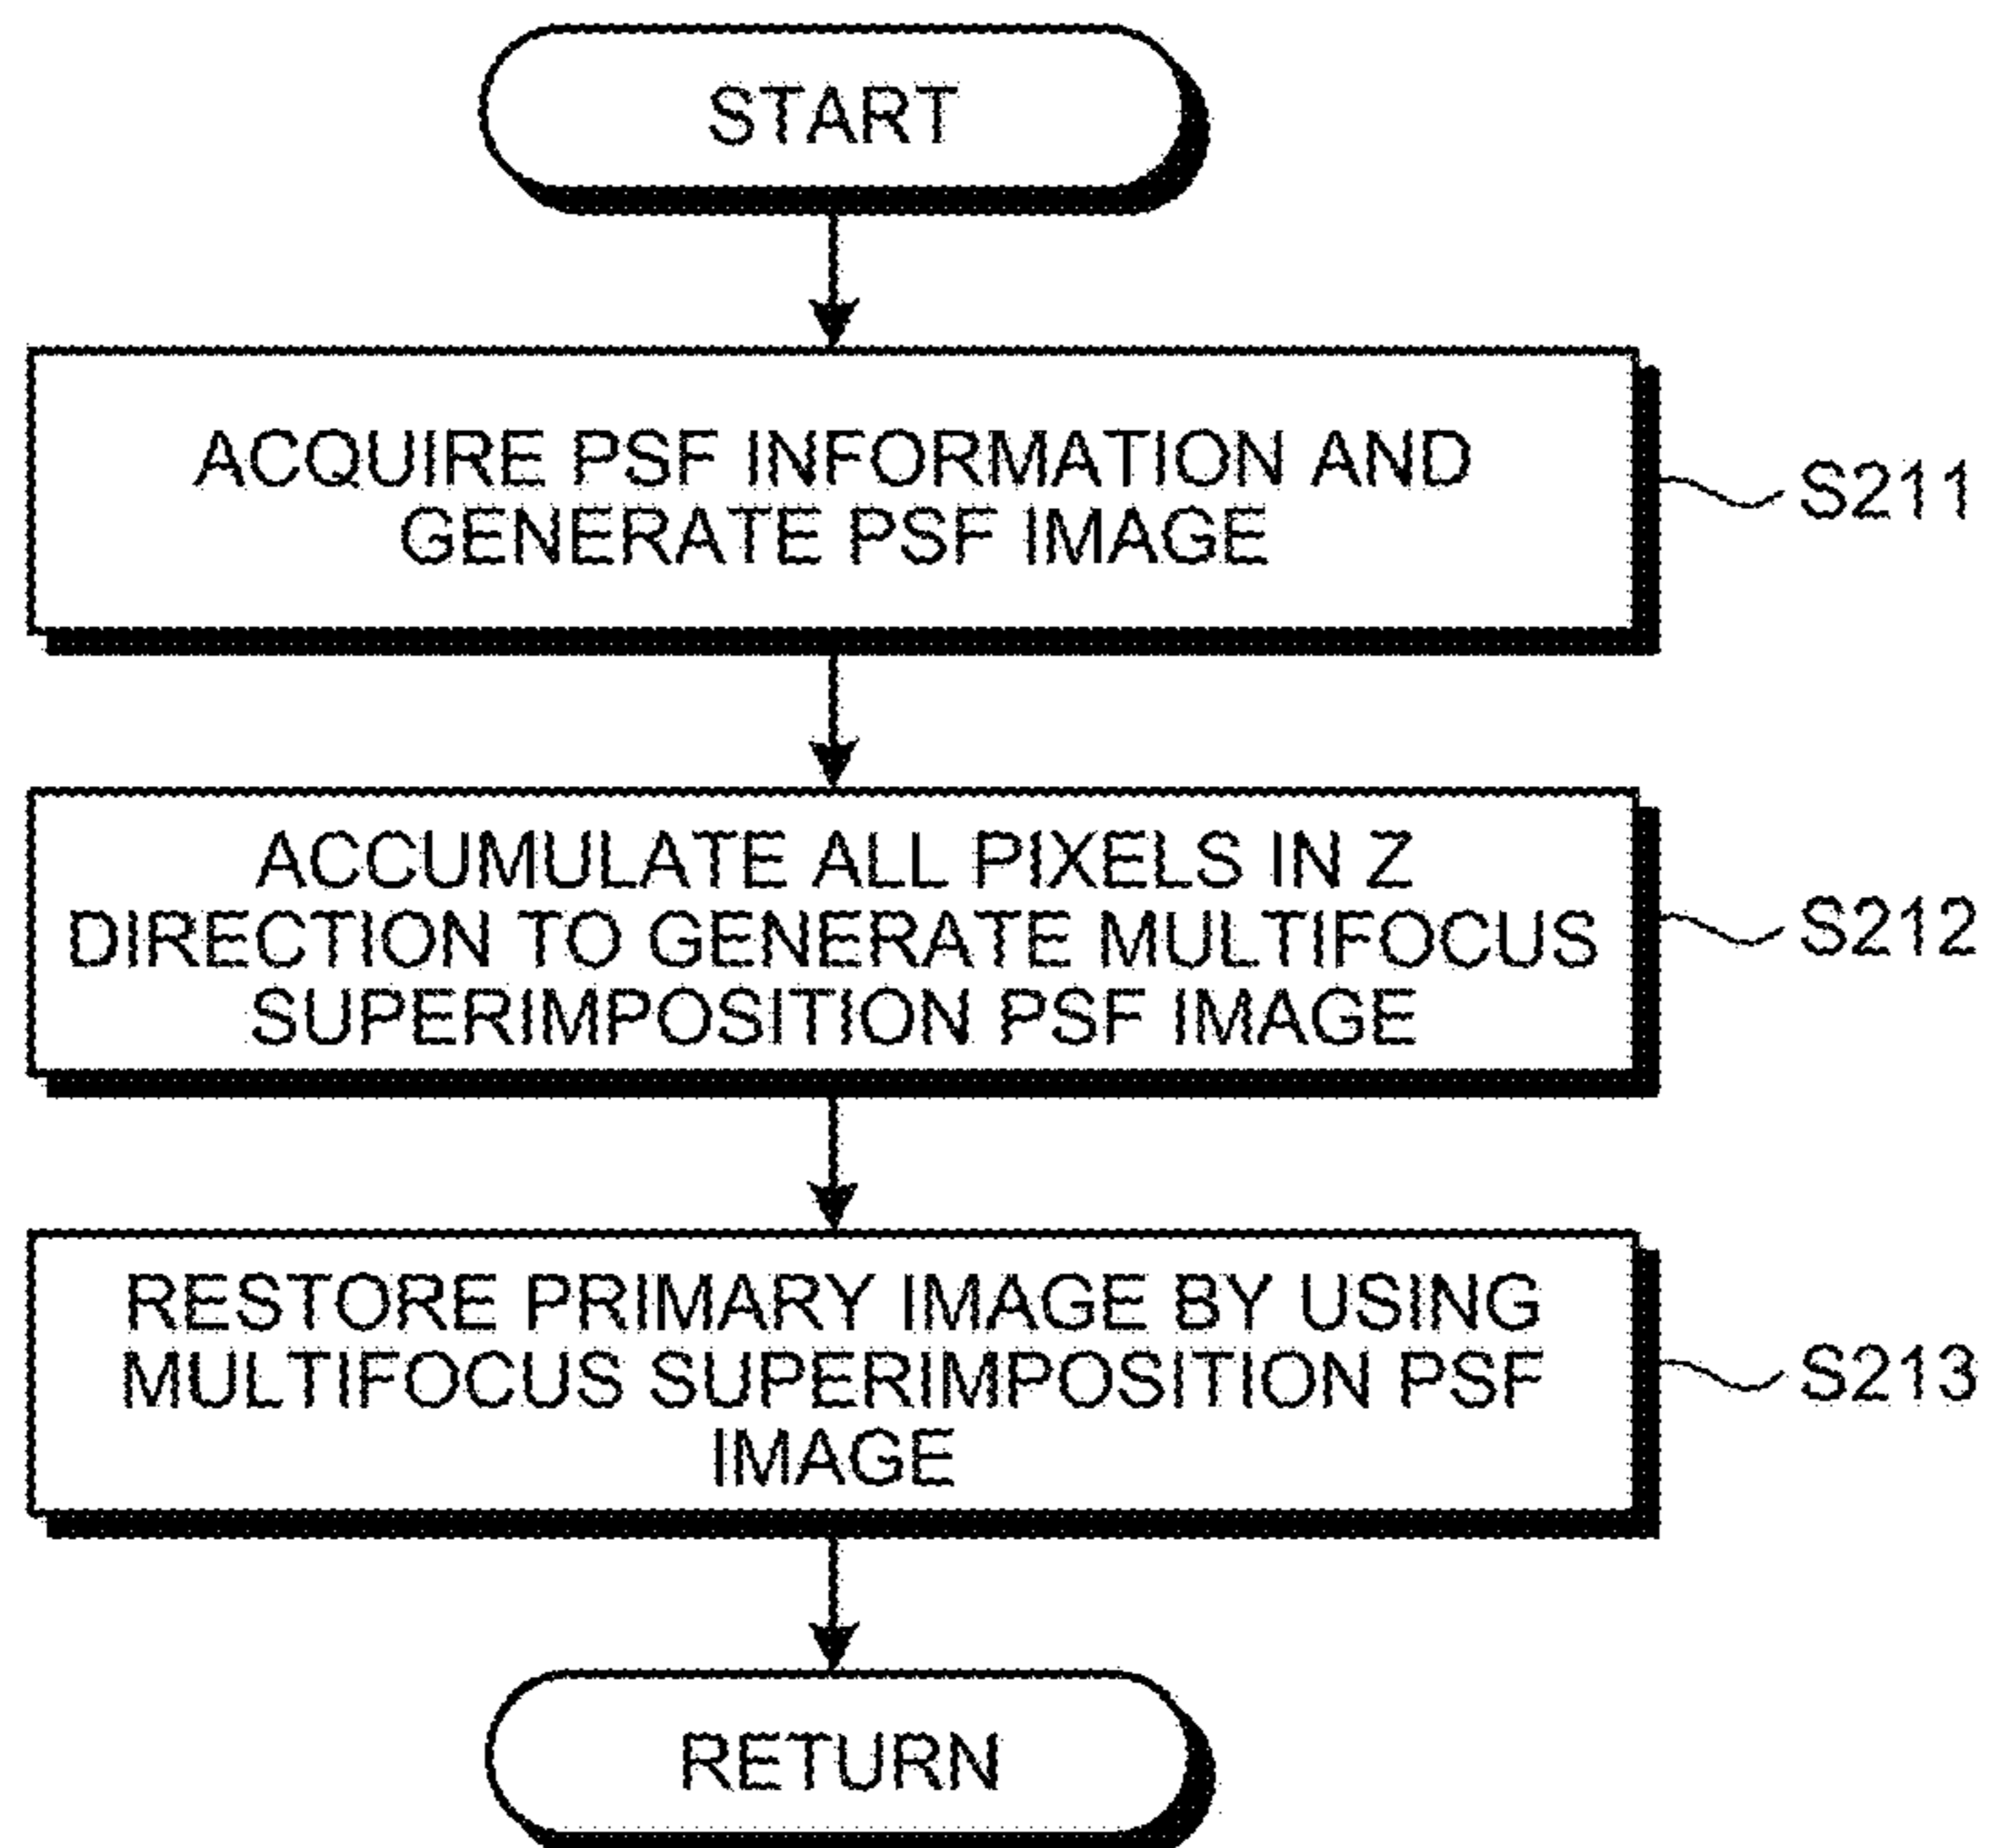 START
ACQUIRE PSF INFORMATION AND
GENERATE PSF IMAGE
S211
ACCUMULATE ALL PIXELS IN Z
DIRECTION TO GENERATE MULTIFOCUS
SUPERIMPOSITION PSF IMAGE
S212
RESTORE PRIMARY IMAGE BY USING
MULTIFOCUS SUPERIMPOSITION PSF
IMAGE
S213
RETURN